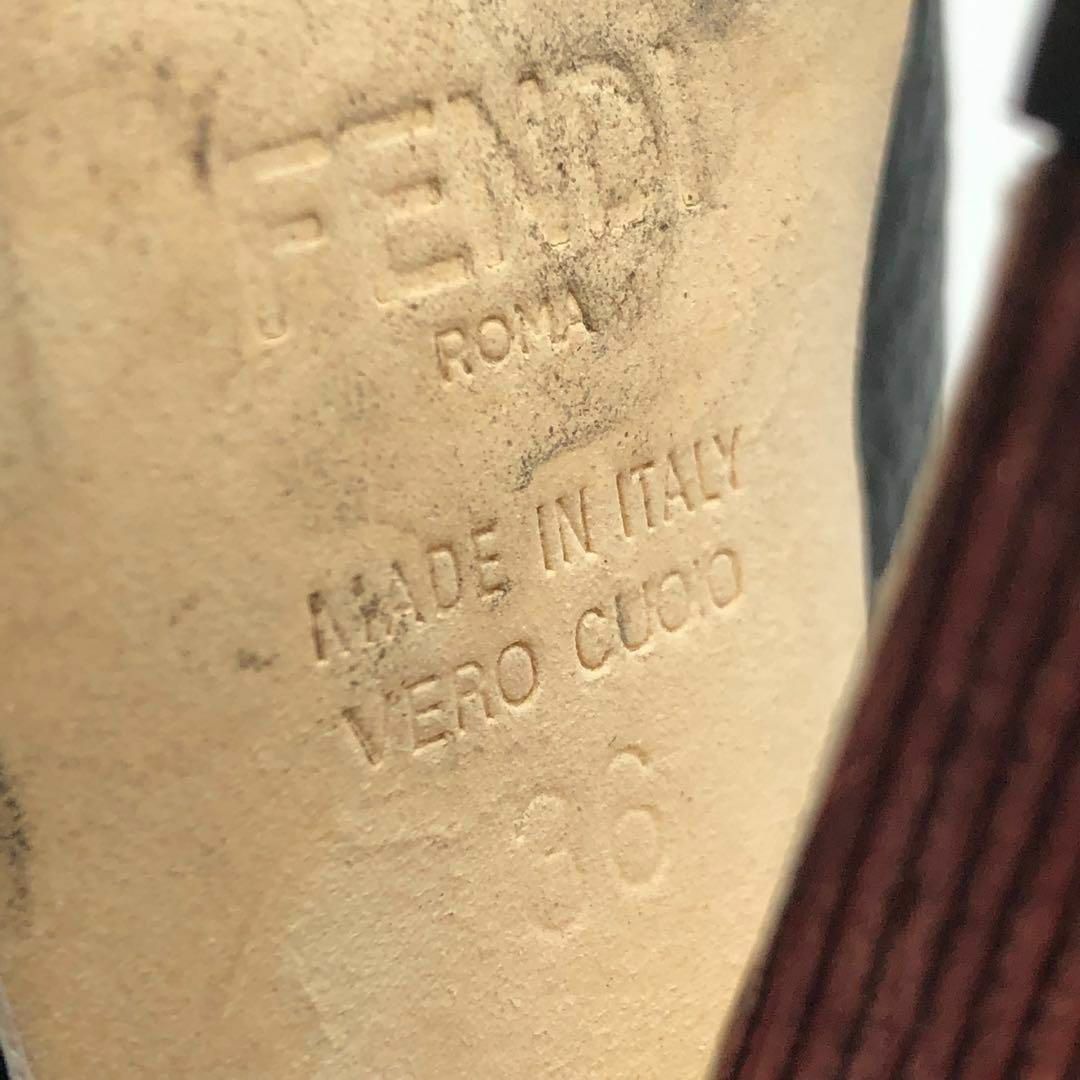 FENDI
ROMA
MADE IN ITALY
VERO CUOIO
36